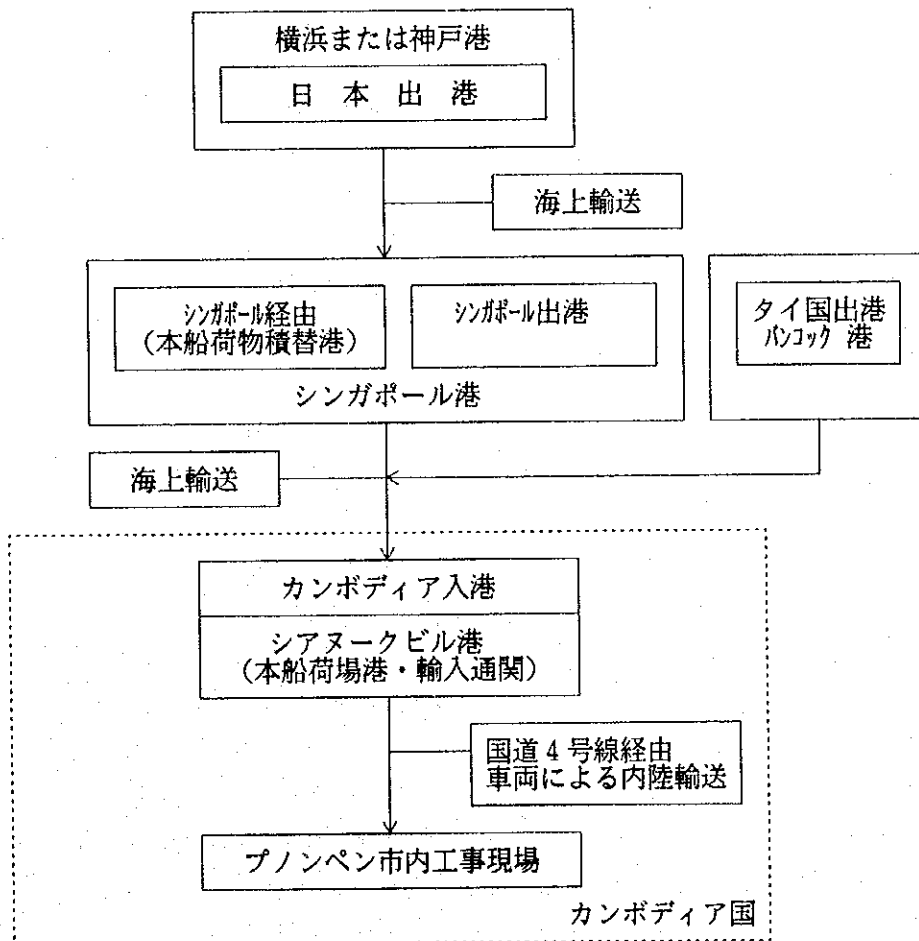 横浜または神戸港
日本出港
海上輸送
シンガポール経由
(本船荷物積替港)
シンガポール出港
シンガポール港
タイ国出港
バンコック 港
海上輸送
カンボディア入港
シアヌークビル港
(本船荷場港・輸入通関)
国道4号線経由
車両による内陸輸送
プノンペン市内工事現場
カンボディア国